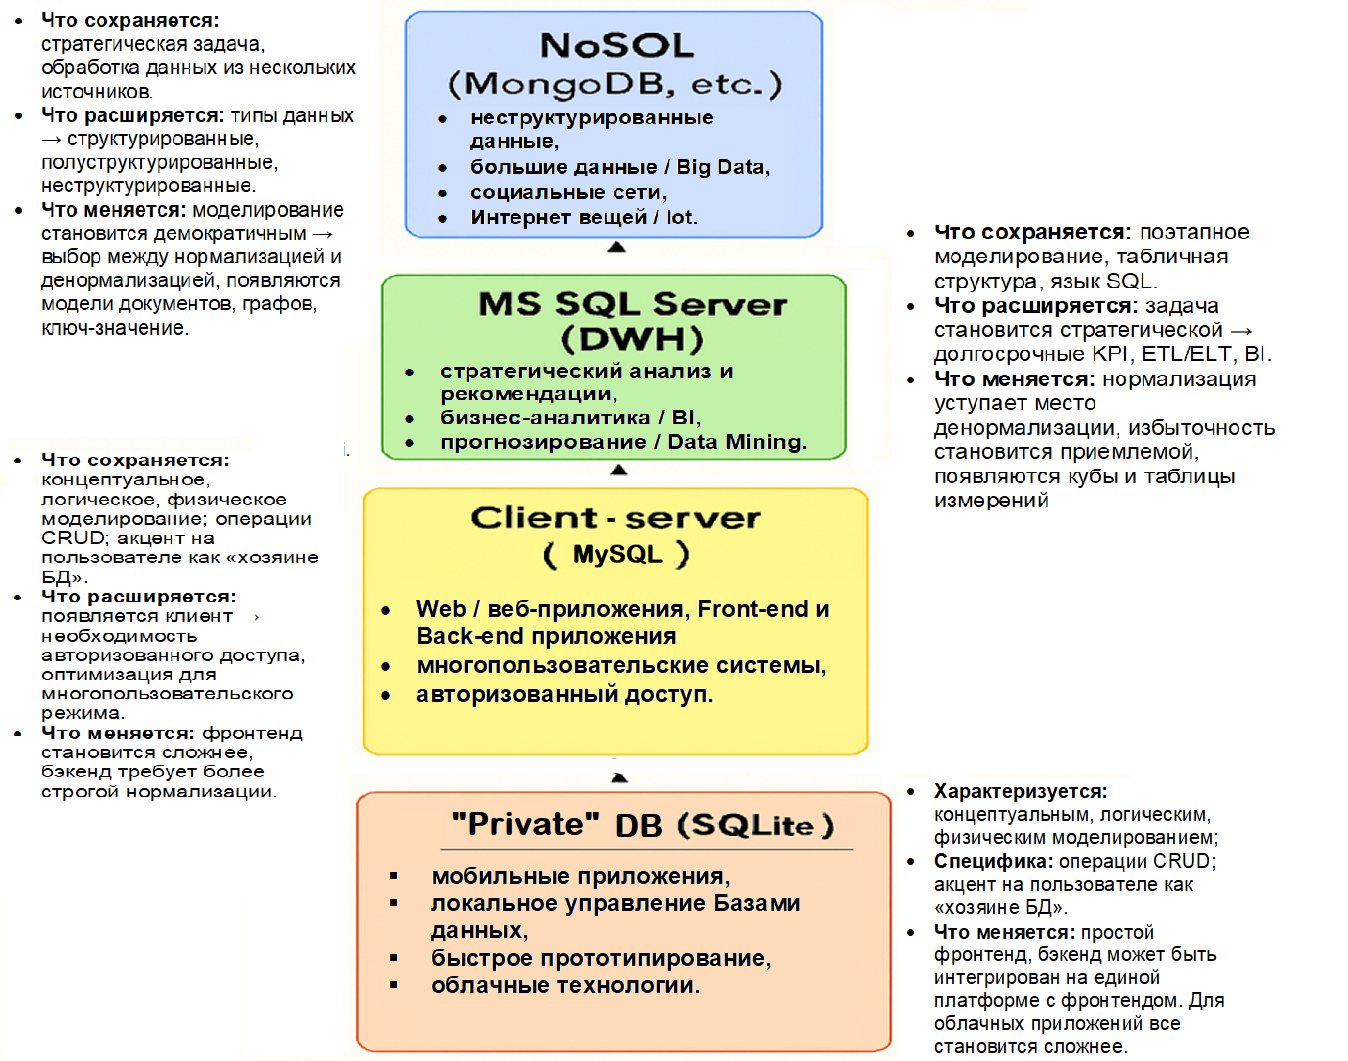 Что сохраняется:
стратегическая задача,
обработка данных из нескольких
источников.
Что расширяется: типы данных
→ структурированные,
полуструктурированные,
неструктурированные.
Что меняется: моделирование
становится демократичным →
выбор между нормализацией и
денормализацией, появляются
модели документов, графов,
ключ-значение.
NoSOL
(MongoDB, etc.)
неструктурированные
данные,
большие данные / Big Data,
социальные сети,
Интернет вещей / Iot.
Что сохраняется: поэтапное
моделирование, табличная
структура, язык SQL.
Что расширяется: задача
становится стратегической →
долгосрочные KPI, ETL/ELT, BI.
Что меняется: нормализация
уступает место
денормализации, избыточность
становится приемлемой,
появляются кубы и таблицы
измерений
MS SQL Server
(DWH)
стратегический анализ и
рекомендации,
бизнес-аналитика / BI,
прогнозирование / Data Mining.
Что сохраняется:
концептуальное,
логическое, физическое
моделирование; операции
CRUD; акцент на
пользователе как «хозяине
БД».
Что расширяется:
появляется клиент →
необходимость
авторизованного доступа,
оптимизация для
многопользовательского
режима.
Что меняется: фронтенд
становится сложнее,
бэкенд требует более
строгой нормализации.
Client - server
( MySQL )
Web / веб-приложения, Front-end и
Back-end приложения
многопользовательские системы,
авторизованный доступ.
"Private" DB (SQLite)
мобильные приложения,
локальное управление Базами
данных,
быстрое прототипирование,
облачные технологии.
Характеризуется:
концептуальным, логическим,
физическим моделированием;
Специфика: операции CRUD;
акцент на пользователе как
«хозяине БД».
Что меняется: простой
фронтенд, бэкенд может быть
интегрирован на единой
платформе с фронтендом. Для
облачных приложений все
становится сложнее.